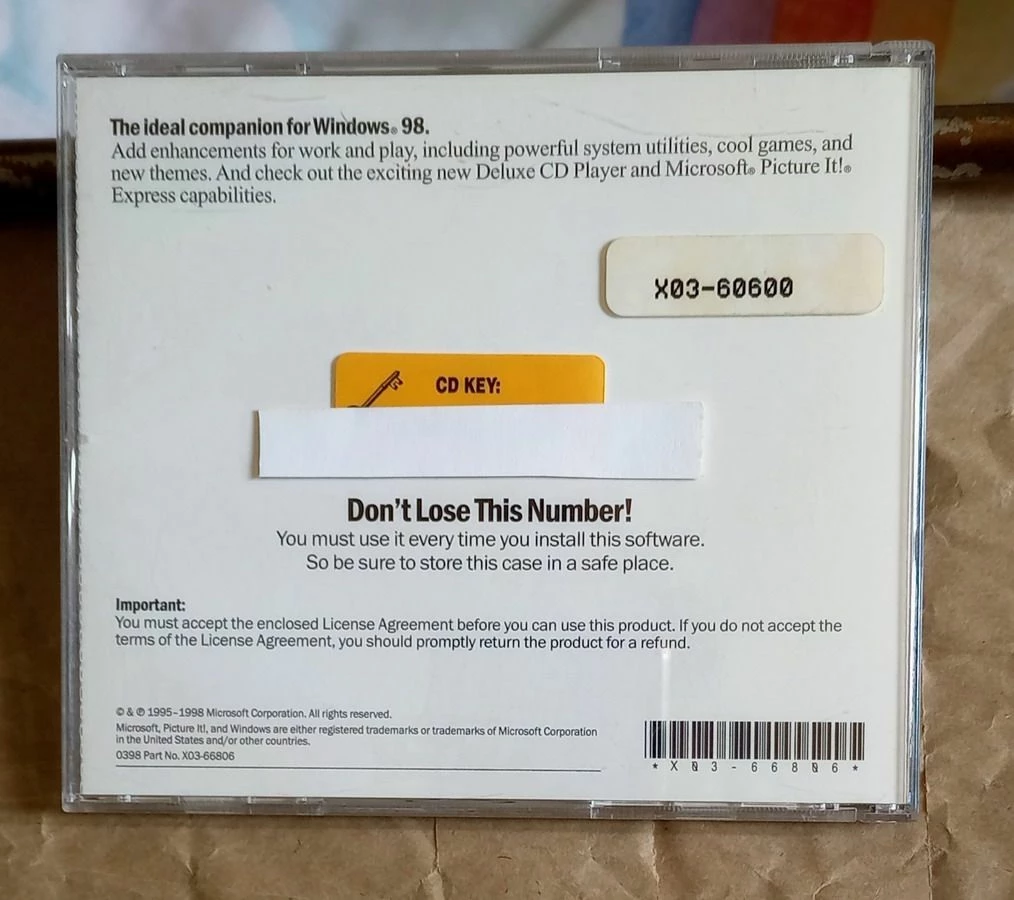 The ideal companion for Windows® 98.
Add enhancements for work and play, including powerful system utilities, cool games, and
new themes. And check out the exciting new Deluxe CD Player and Microsoft® Picture It!®
Express capabilities.
X03-60600
CD KEY:
Don't Lose This Number!
You must use it every time you install this software.
So be sure to store this case in a safe place.
Important:
You must accept the enclosed License Agreement before you can use this product. If you do not accept the
terms of the License Agreement, you should promptly return the product for a refund.
© & ℗ 1995–1998 Microsoft Corporation. All rights reserved.
Microsoft, Picture It!, and Windows are either registered trademarks or trademarks of Microsoft Corporation
in the United States and/or other countries.
0398 Part No. X03-66806
* X 0 3 - 6 6 8 0 6 *